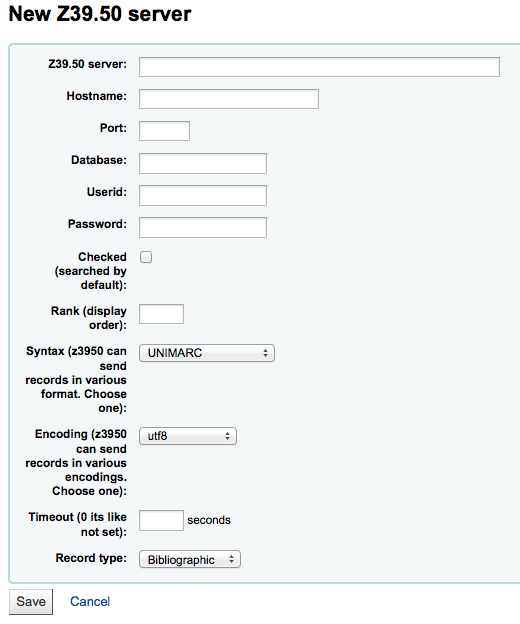 New Z39.50 server
Z39.50 server:
Hostname:
Port:
Database:
Userid:
Password:
Checked
(searched by
default):
Rank (display
order):
Syntax (z3950 can
send
records in various
format. Choose
one):
UNIMARC
Encoding (z3950
can send
records in various
encodings.
Choose one):
utf8
Timeout (0 its like
not set):
seconds
Record type:
Bibliographic
Save
Cancel